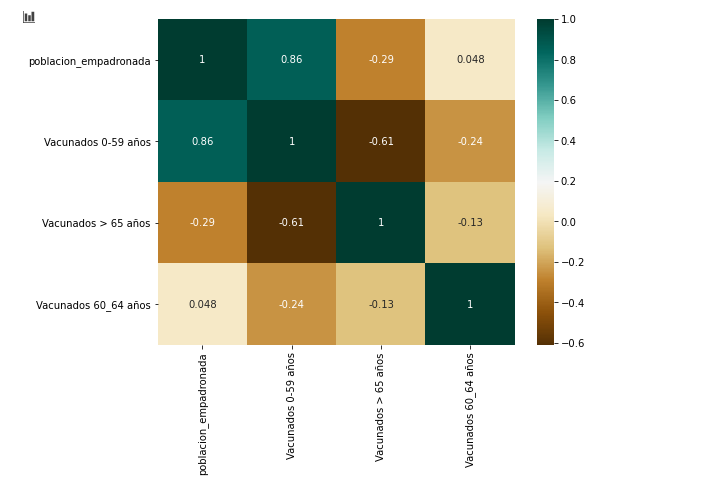 poblacion_empadronada 1 0.86 -0.29 0.048
Vacunados 0-59 años 0.86 1 -0.61 -0.24
Vacunados > 65 años -0.29 -0.61 1 -0.13
Vacunados 60_64 años 0.048 -0.24 -0.13 1
poblacion_empadronada
Vacunados 0-59 años
Vacunados > 65 años
Vacunados 60_64 años
1.0
0.8
0.6
0.4
0.2
0.0
−0.2
−0.4
−0.6